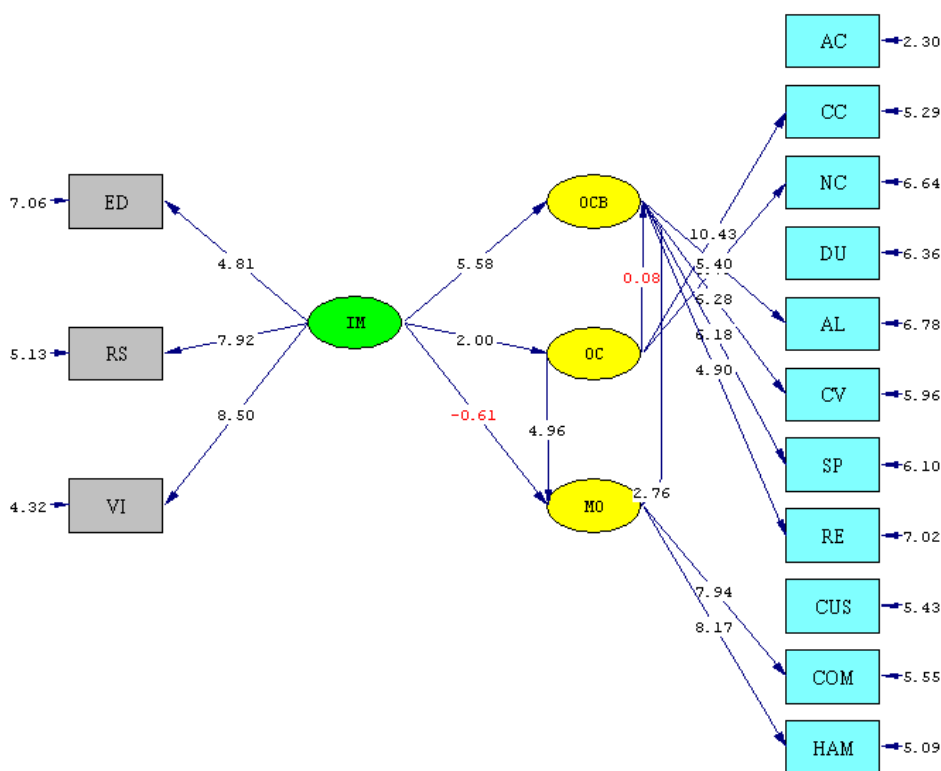 AC
2.30
CC
5.29
NC
6.64
7.06
ED
OCB
10.43
DU
6.36
4.81
5.58
5.40
0.08
6.28
IM
AL
6.78
5.13
RS
7.92
2.00
OC
6.18
4.90
CV
5.96
8.50
-0.61
4.96
SP
6.10
4.32
VI
2.76
MO
RE
7.02
7.94
CUS
5.43
8.17
COM
5.55
HAM
5.09